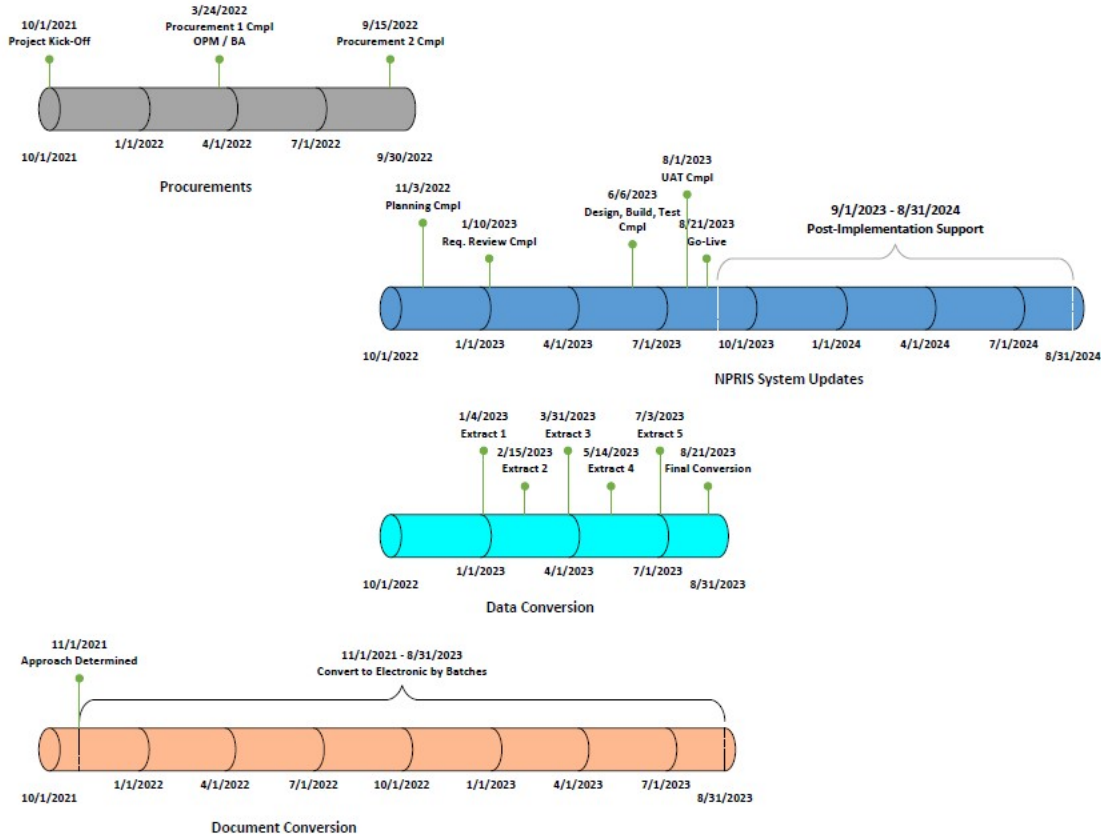 10/1/2021
Project Kick-Off
3/24/2022
Procurement 1 Cmpl
OPM / BA
9/15/2022
Procurement 2 Cmpl
1/1/2022
4/1/2022
7/1/2022
10/1/2021
9/30/2022
Procurements
11/3/2022
Planning Cmpl
1/10/2023
Req. Review Cmpl
6/6/2023
Design, Build, Test
Cmpl
8/1/2023
UAT Cmpl
8/21/2023
Go-Live
9/1/2023 - 8/31/2024
Post-Implementation Support
1/1/2023
4/1/2023
7/1/2023
10/1/2023
1/1/2024
4/1/2024
7/1/2024
10/1/2022
8/31/2024
NPRIS System Updates
1/4/2023
Extract 1
2/15/2023
Extract 2
3/31/2023
Extract 3
5/14/2023
Extract 4
7/3/2023
Extract 5
8/21/2023
Final Conversion
1/1/2023
4/1/2023
7/1/2023
10/1/2022
8/31/2023
Data Conversion
11/1/2021
Approach Determined
11/1/2021 - 8/31/2023
Convert to Electronic by Batches
1/1/2022
4/1/2022
7/1/2022
10/1/2022
1/1/2023
4/1/2023
7/1/2023
10/1/2021
8/31/2023
Document Conversion